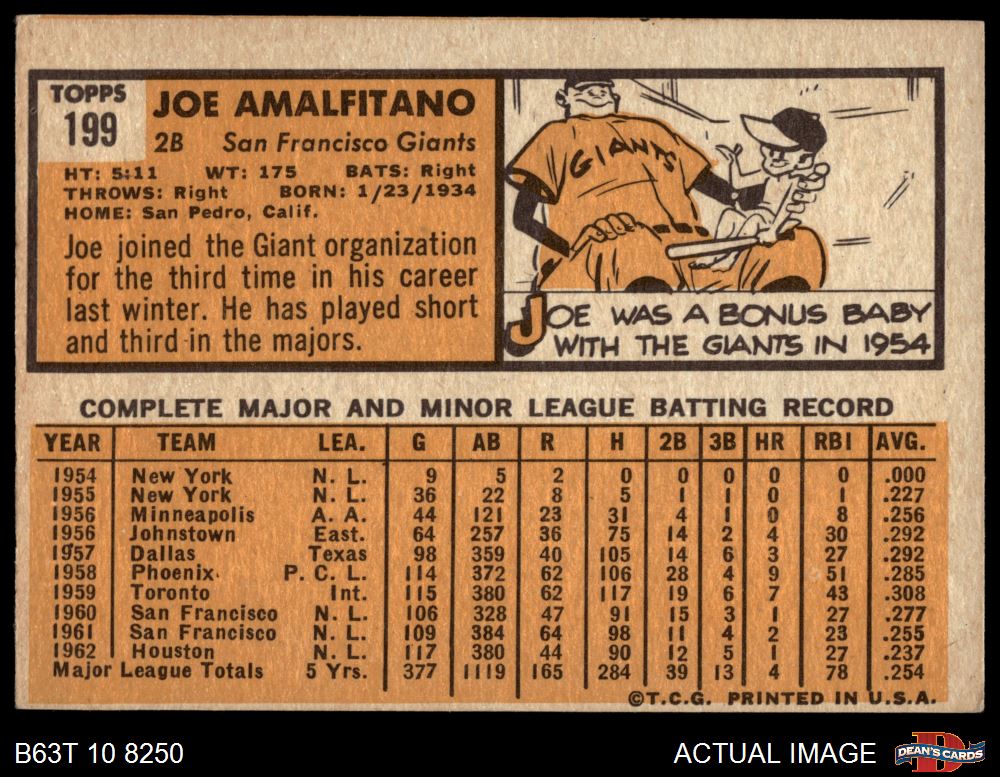 TOPPS
199
JOE AMALFITANO
2B San Francisco Giants
HT: 5:11 WT: 175 BATS: Right
THROWS: Right BORN: 1/23/1934
HOME: San Pedro, Calif.
Joe joined the Giant organization
for the third time in his career
last winter. He has played short
and third in the majors.
GIANTS
JOE WAS A BONUS BABY
WITH THE GIANTS IN 1954
COMPLETE MAJOR AND MINOR LEAGUE BATTING RECORD
YEAR TEAM LEA. G AB R H 2B 3B HR RBI AVG.
1954 New York N. L. 9 5 2 0 0 0 0 0 .000
1955 New York N. L. 36 22 8 5 1 1 0 1 .227
1956 Minneapolis A. A. 44 121 23 31 4 1 0 8 .256
1956 Johnstown East. 64 257 36 75 14 2 4 30 .292
1957 Dallas Texas 98 359 40 105 14 6 3 27 .292
1958 Phoenix P. C. L. 114 372 62 106 28 4 9 51 .285
1959 Toronto Int. 115 380 62 117 19 6 7 43 .308
1960 San Francisco N. L. 106 328 47 91 15 3 1 27 .277
1961 San Francisco N. L. 109 384 64 98 11 4 2 23 .255
1962 Houston N. L. 117 380 44 90 12 5 1 27 .237
Major League Totals 5 Yrs. 377 1119 165 284 39 13 4 78 .254
©T.C.G. PRINTED IN U.S.A.
B63T 10 8250
ACTUAL IMAGE
D
DEAN'S CARDS